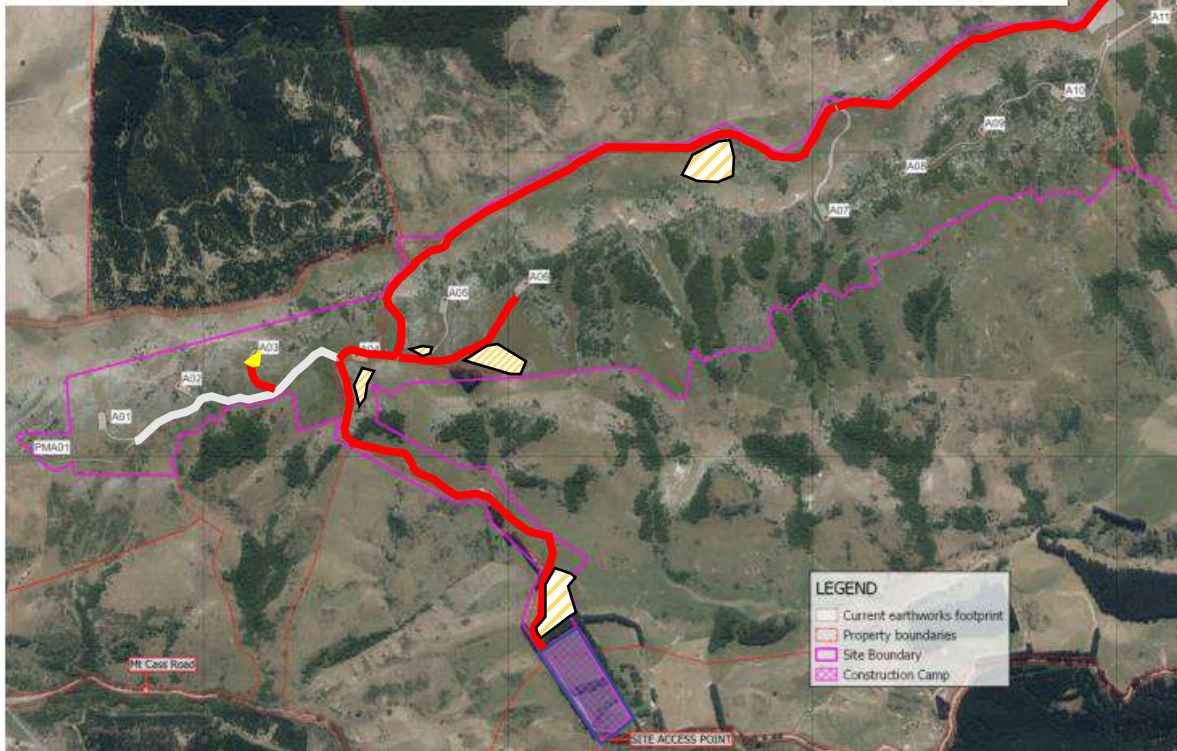 A11
A10
A09
A08
A07
A06
A05
A04
A03
A02
A01
PMA01
LEGEND
Current earthworks footprint
Property boundaries
Site Boundary
Construction Camp
Mt Cass Road
SITE ACCESS POINT